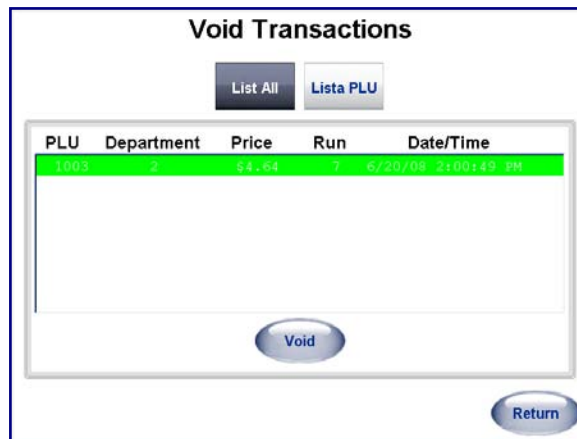 Void Transactions
List All Lista PLU
PLU Department Price Run Date/Time
1003 2 $4.64 7 6/20/08 2:00:49 PM
Void
Return